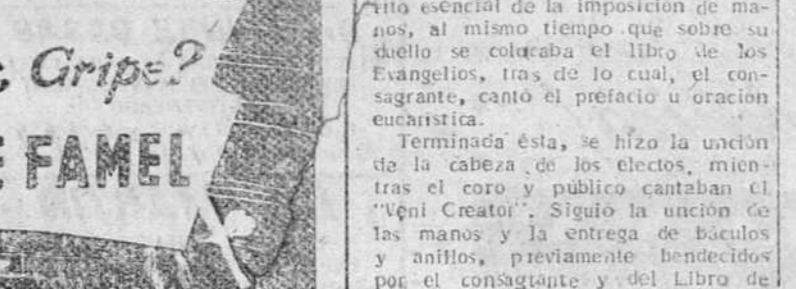 Gripe?
FAMEL
rito esencial de la imposición de ma-
nos, al mismo tiempo que sobre su
duello se colocaba el libro de los
Evangelios, tras de lo cual, el con-
sagrante, cantó el prefacio u oración
eucarística.
Terminada ésta, se hizo la unción
de la cabeza de los electos, mien-
tras el coro y público cantaban el
"Veni Creator". Siguió la unción de
las manos y la entrega de báculos
y anillos, previamente bendecidos
por el consagrante y del Libro de